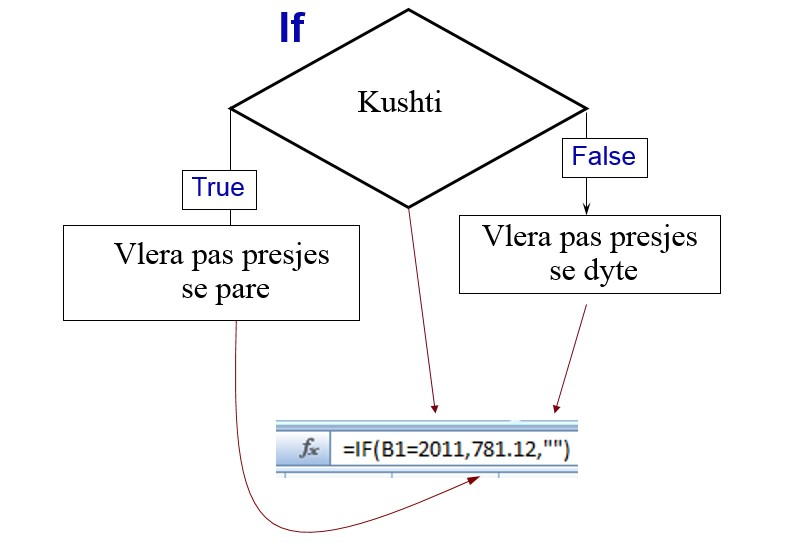 If
Kushti
True
False
Vlera pas presjes
se pare
Vlera pas presjes
se dyte
fx =IF(B1=2011,781.12,"")